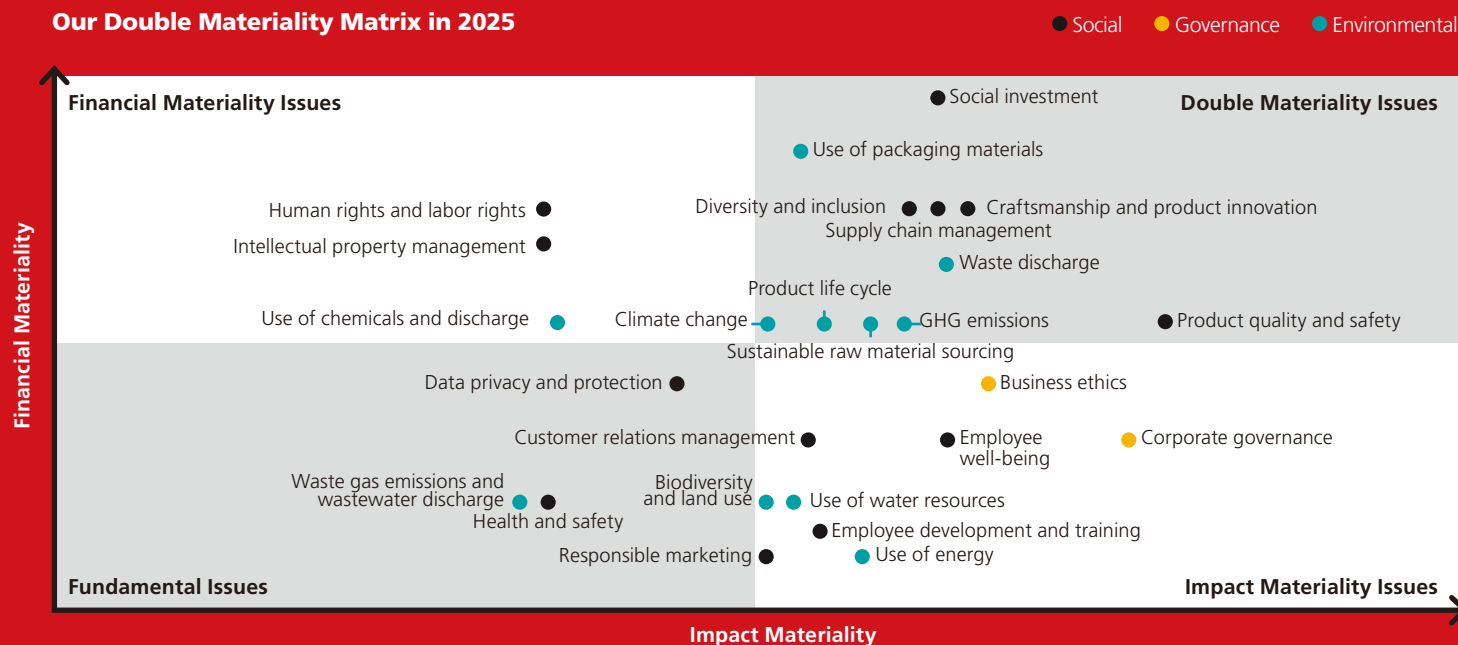 Our Double Materiality Matrix in 2025
Social
Governance
Environmental
Financial Materiality Issues
Double Materiality Issues
Social investment
Use of packaging materials
Human rights and labor rights
Diversity and inclusion
Craftsmanship and product innovation
Supply chain management
Intellectual property management
Waste discharge
Product life cycle
Use of chemicals and discharge
Climate change
GHG emissions
Product quality and safety
Sustainable raw material sourcing
Data privacy and protection
Business ethics
Customer relations management
Employee
well-being
Corporate governance
Waste gas emissions and
wastewater discharge
Health and safety
Biodiversity
and land use
Use of water resources
Employee development and training
Responsible marketing
Use of energy
Fundamental Issues
Impact Materiality Issues
Financial Materiality
Impact Materiality